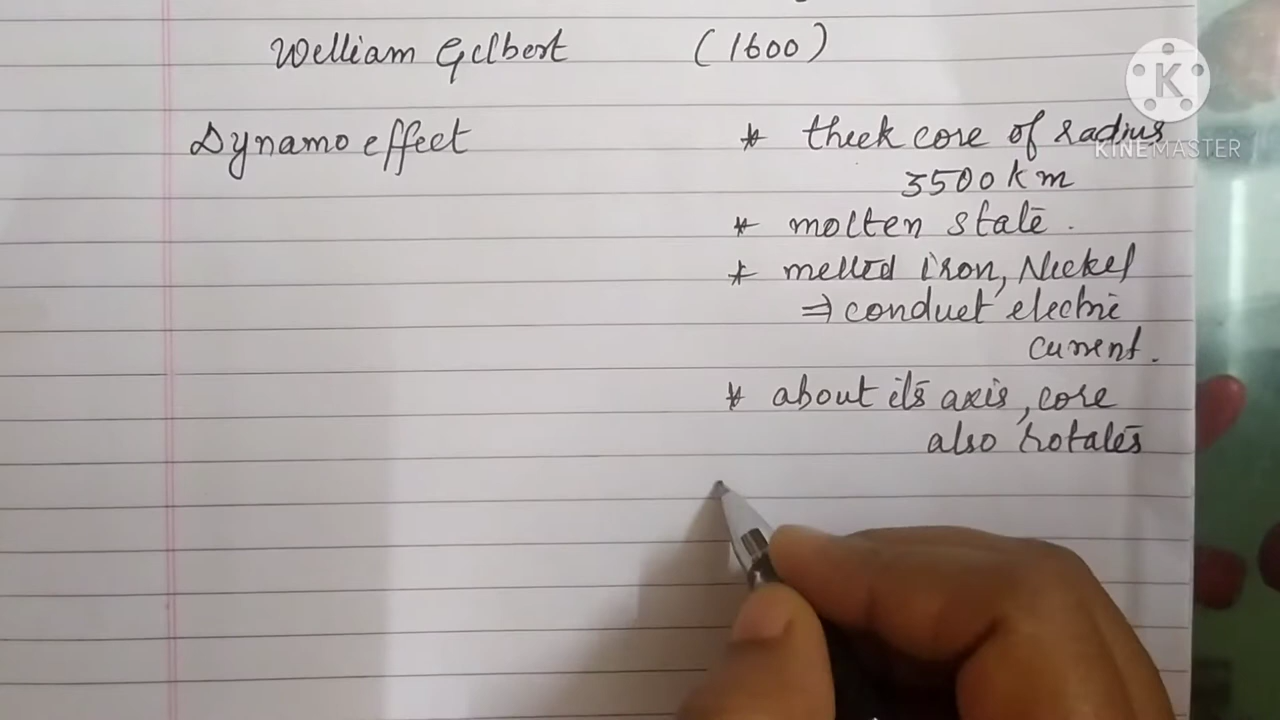 William Gilbert (1600)
Dynamo effect
* thick core of radius
3500 km
* molten state.
* melted iron, Nickel
⇒ conduct electric
current.
* about its axis, core
also rotates
K
KINEMASTER